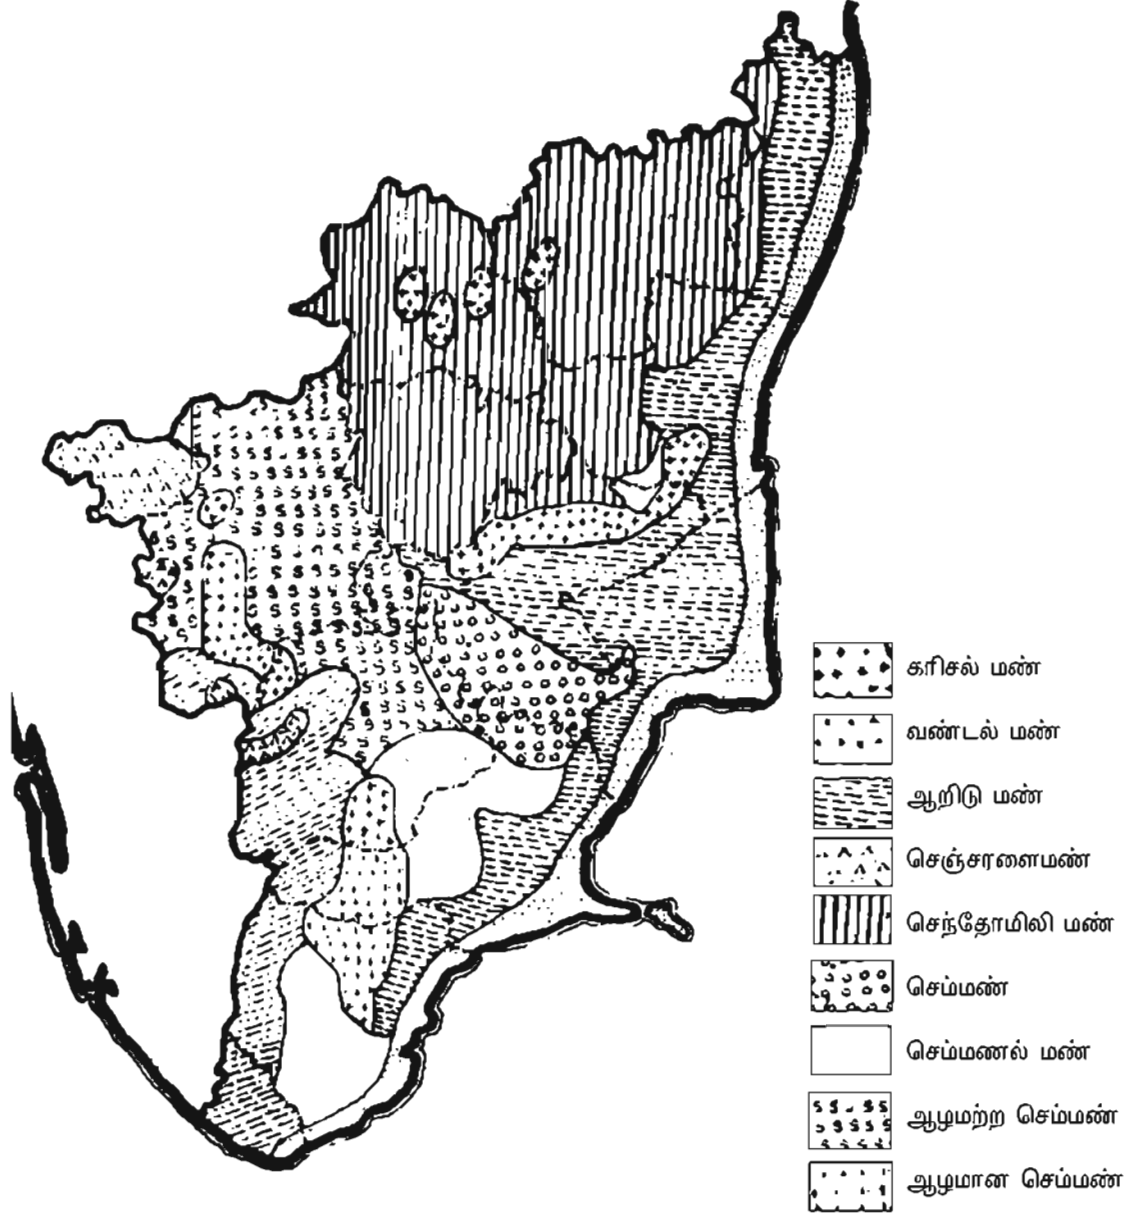 கரிசல் மண்
வண்டல் மண்
ஆறிடு மண்
செஞ்சரளைமண்
செந்தோமிலி மண்
செம்மண்
செம்மணல் மண்
ஆழமற்ற செம்மண்
ஆழமான செம்மண்